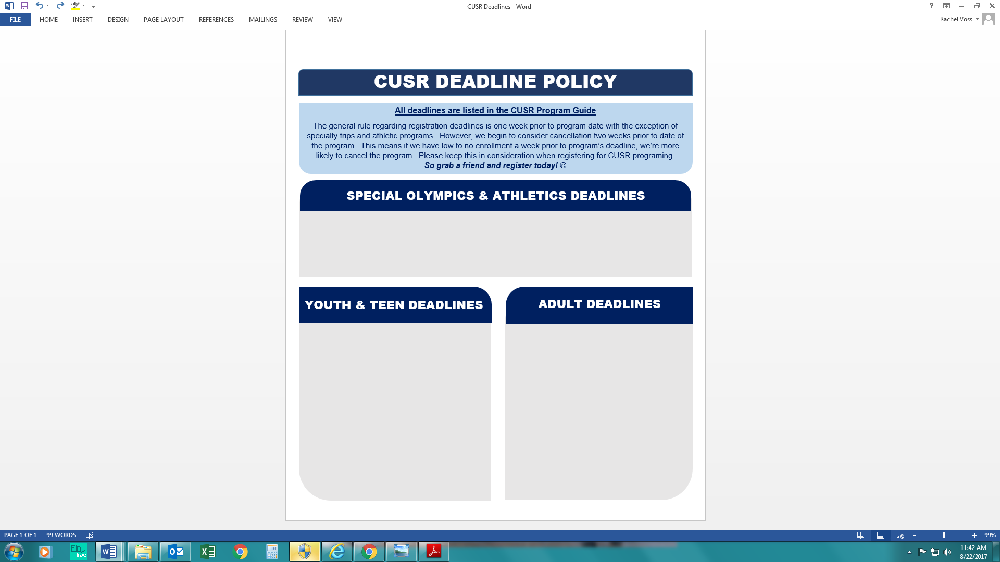 CUSR Deadlines - Word
FILE HOME INSERT DESIGN PAGE LAYOUT REFERENCES MAILINGS REVIEW VIEW
Rachel Voss
CUSR DEADLINE POLICY
All deadlines are listed in the CUSR Program Guide
The general rule regarding registration deadlines is one week prior to program date with the exception of
specialty trips and athletic programs.  However, we begin to consider cancellation two weeks prior to date of
the program.  This means if we have low to no enrollment a week prior to program’s deadline, we’re more
likely to cancel the program.  Please keep this in consideration when registering for CUSR programing.
So grab a friend and register today! ☺
SPECIAL OLYMPICS & ATHLETICS DEADLINES
YOUTH & TEEN DEADLINES
ADULT DEADLINES
PAGE 1 OF 1 99 WORDS
99%
Fin
Trac
11:42 AM
8/22/2017